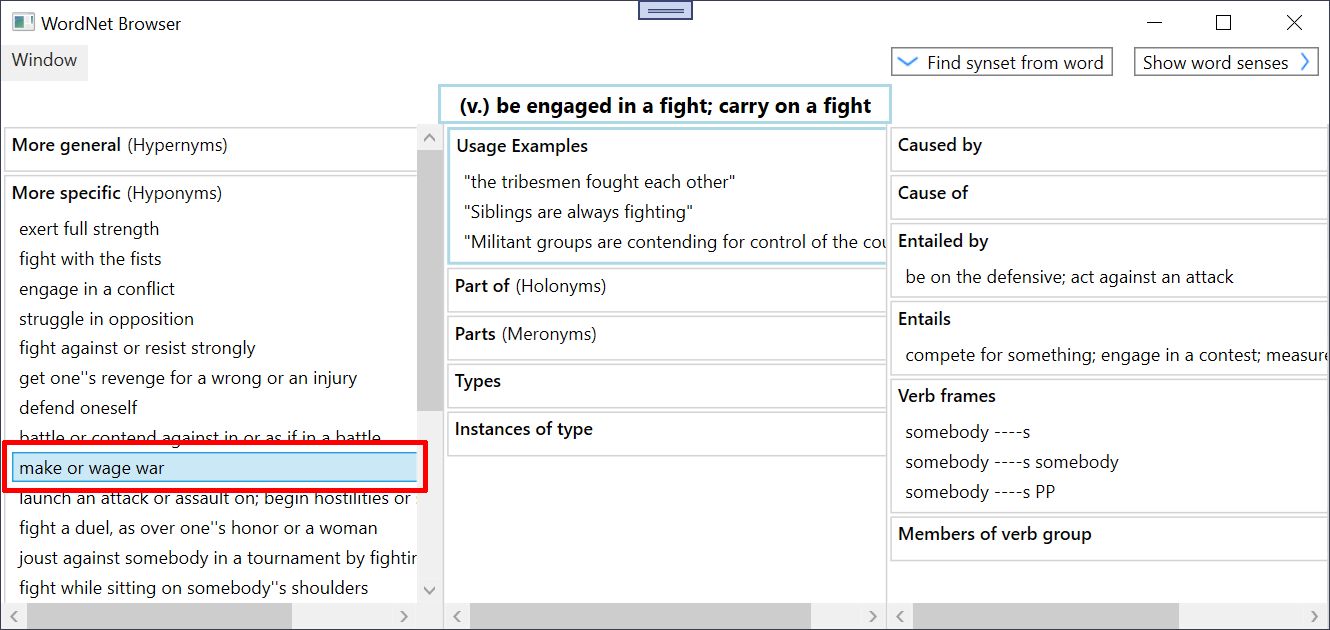 WordNet Browser
Window
Find synset from word
Show word senses
(v.) be engaged in a fight; carry on a fight
More general (Hypernyms)
More specific (Hyponyms)
exert full strength
fight with the fists
engage in a conflict
struggle in opposition
fight against or resist strongly
get one''s revenge for a wrong or an injury
defend oneself
battle or contend against in or as if in a battle
make or wage war
launch an attack or assault on; begin hostilities or
fight a duel, as over one''s honor or a woman
joust against somebody in a tournament by fightin
fight while sitting on somebody''s shoulders
Usage Examples
"the tribesmen fought each other"
"Siblings are always fighting"
"Militant groups are contending for control of the cou
Part of (Holonyms)
Parts (Meronyms)
Types
Instances of type
Caused by
Cause of
Entailed by
be on the defensive; act against an attack
Entails
compete for something; engage in a contest; measure
Verb frames
somebody ----s
somebody ----s somebody
somebody ----s PP
Members of verb group